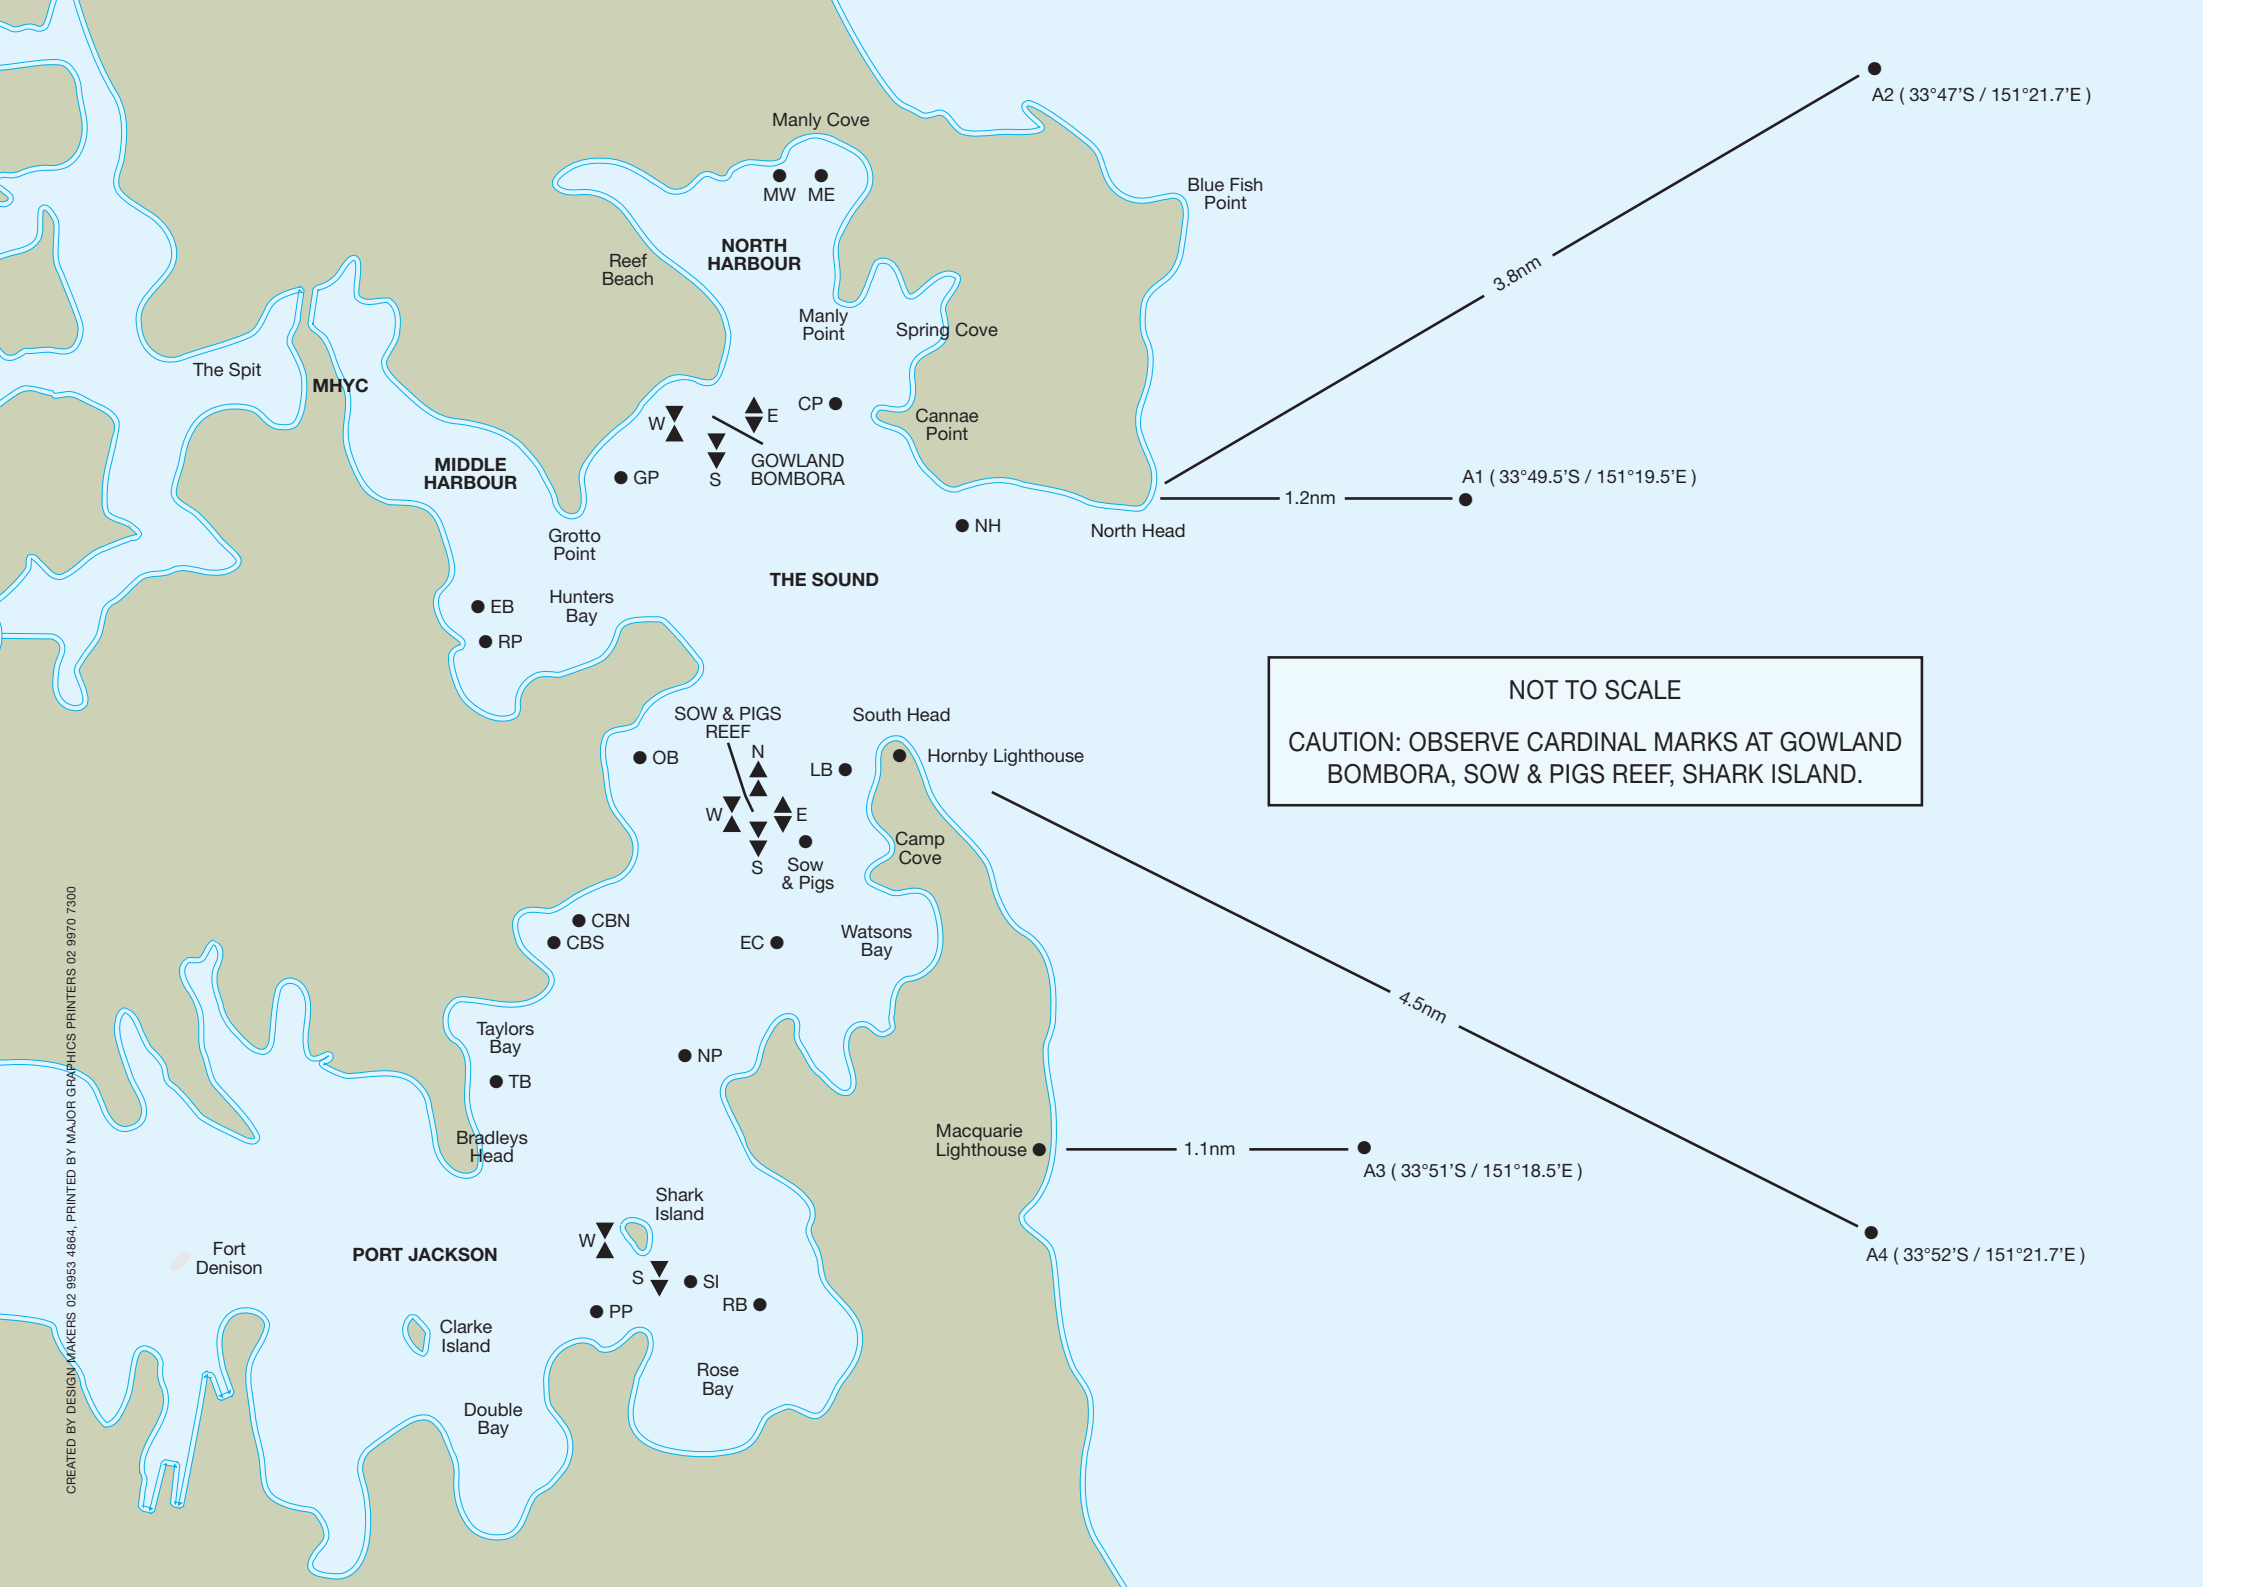 A2 ( 33°47’S / 151°21.7’E )
Manly Cove
MW
ME
Blue Fish
Point
NORTH
HARBOUR
Reef
Beach
3.8nm
Manly
Point
Spring Cove
The Spit
MHYC
CP
W
E
Cannae
Point
GOWLAND
BOMBORA
S
GP
MIDDLE
HARBOUR
A1 ( 33°49.5’S / 151°19.5’E )
1.2nm
NH
North Head
Grotto
Point
THE SOUND
Hunters
Bay
EB
RP
NOT TO SCALE
CAUTION: OBSERVE CARDINAL MARKS AT GOWLAND
BOMBORA, SOW & PIGS REEF, SHARK ISLAND.
SOW & PIGS
REEF
South Head
OB
N
LB
Hornby Lighthouse
W
E
S
Sow
& Pigs
Camp
Cove
CBN
CBS
EC
Watsons
Bay
4.5nm
Taylors
Bay
NP
TB
Bradleys
Head
Macquarie
Lighthouse
1.1nm
A3 ( 33°51’S / 151°18.5’E )
Shark
Island
W
Fort
Denison
PORT JACKSON
S
SI
RB
PP
A4 ( 33°52’S / 151°21.7’E )
Clarke
Island
Rose
Bay
Double
Bay
CREATED BY DESIGN MAKERS 02 9953 4864, PRINTED BY MAJOR GRAPHICS PRINTERS 02 9970 7300